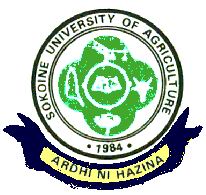 SOKOINE UNIVERSITY OF AGRICULTURE
• 1984 •
ARDHI NI HAZINA